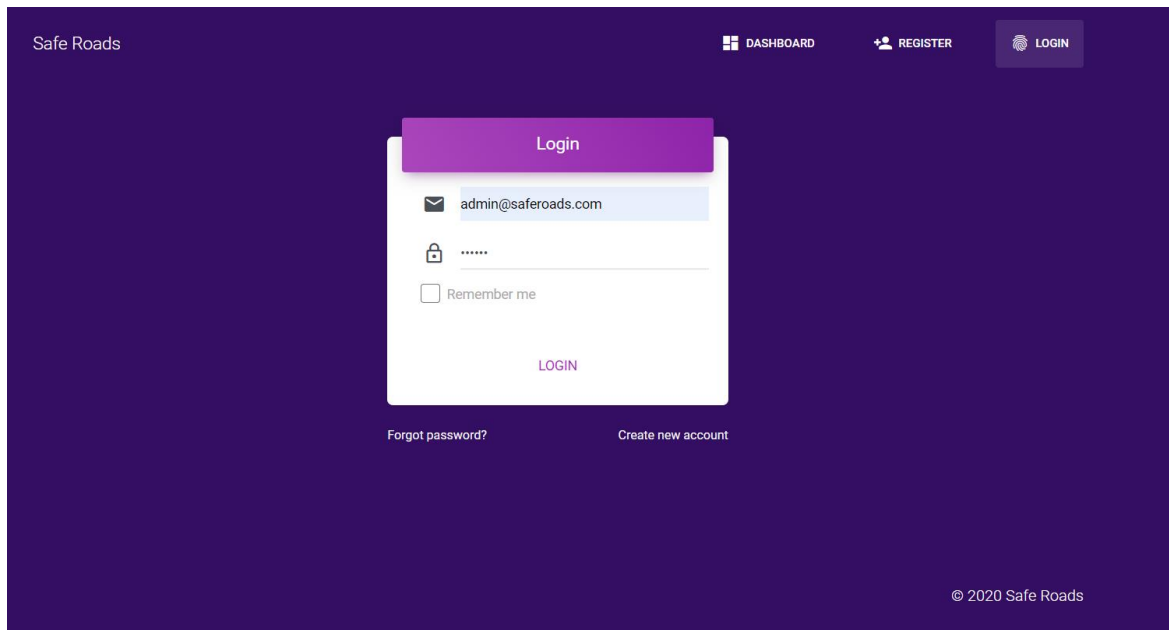 Safe Roads
DASHBOARD
REGISTER
LOGIN
Login
admin@saferoads.com
••••••
Remember me
LOGIN
Forgot password?
Create new account
© 2020 Safe Roads